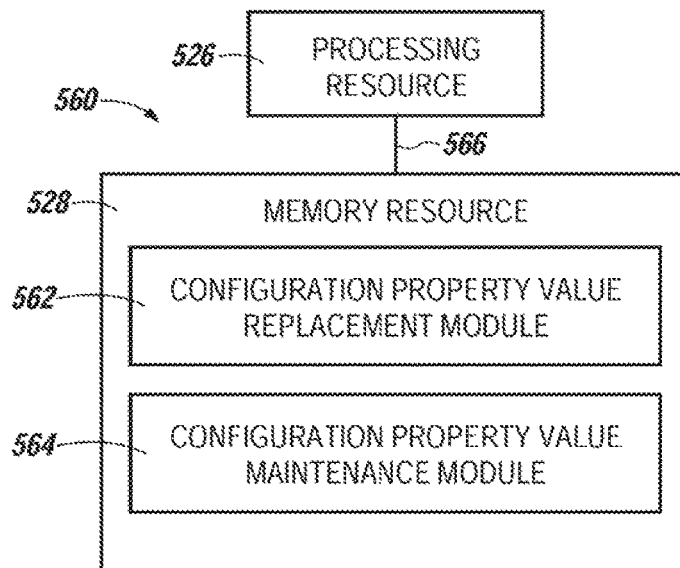 526
PROCESSING
RESOURCE
560
566
528
MEMORY RESOURCE
562
CONFIGURATION PROPERTY VALUE
REPLACEMENT MODULE
564
CONFIGURATION PROPERTY VALUE
MAINTENANCE MODULE